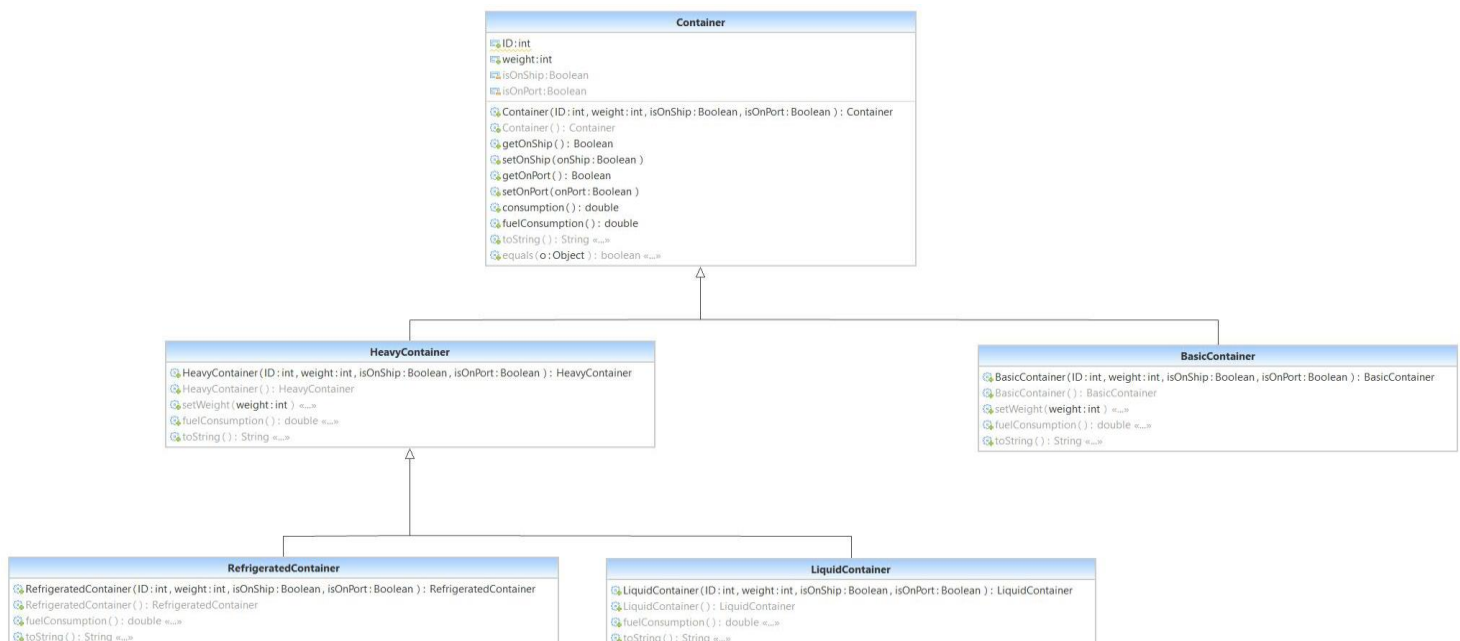 Container
ID:int
weight:int
isOnShip:Boolean
isOnPort:Boolean
Container(ID:int, weight:int, isOnShip:Boolean, isOnPort:Boolean ): Container
Container( ): Container
getOnShip( ): Boolean
setOnShip(onShip:Boolean )
getOnPort( ): Boolean
setOnPort(onPort:Boolean )
consumption( ): double
fuelConsumption( ): double
toString( ): String «...»
equals(o:Object ): boolean «...»
HeavyContainer
HeavyContainer(ID:int, weight:int, isOnShip:Boolean, isOnPort:Boolean ): HeavyContainer
HeavyContainer( ): HeavyContainer
setWeight(weight:int ) «...»
fuelConsumption( ): double «...»
toString( ): String «...»
BasicContainer
BasicContainer(ID:int, weight:int, isOnShip:Boolean, isOnPort:Boolean ): BasicContainer
BasicContainer( ): BasicContainer
setWeight(weight:int ) «...»
fuelConsumption( ): double «...»
toString( ): String «...»
RefrigeratedContainer
RefrigeratedContainer(ID:int, weight:int, isOnShip:Boolean, isOnPort:Boolean ): RefrigeratedContainer
RefrigeratedContainer( ): RefrigeratedContainer
fuelConsumption( ): double «...»
toString( ): String «...»
LiquidContainer
LiquidContainer(ID:int, weight:int, isOnShip:Boolean, isOnPort:Boolean ): LiquidContainer
LiquidContainer( ): LiquidContainer
fuelConsumption( ): double «...»
toString( ): String «...»